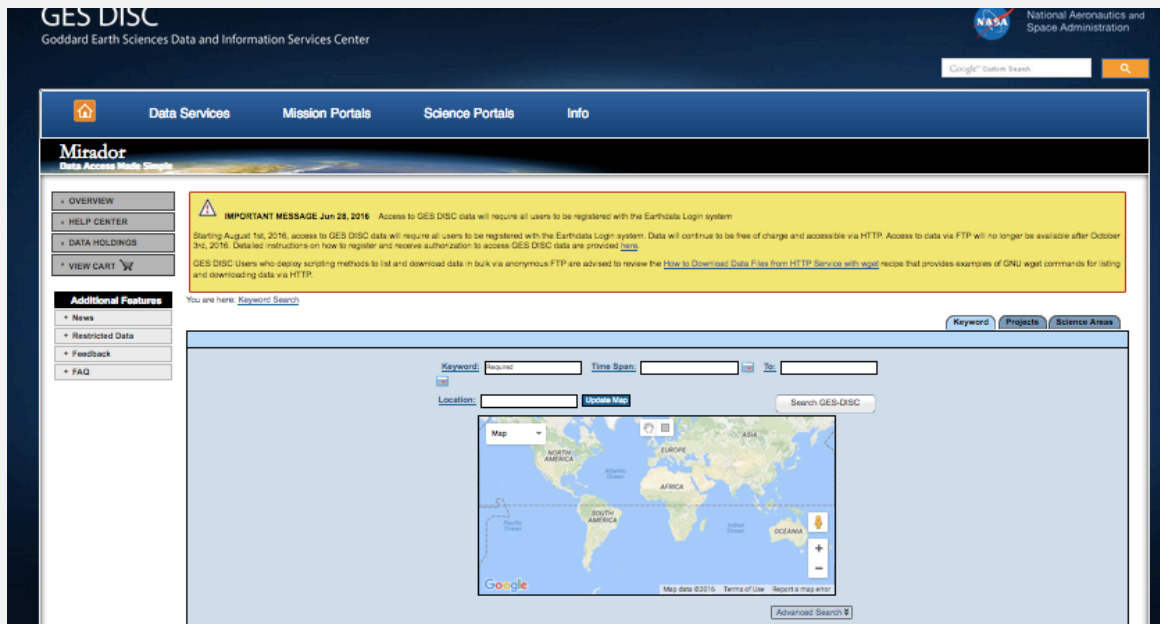 GES DISC
Goddard Earth Sciences Data and Information Services Center
NASA
National Aeronautics and
Space Administration
Google™ Custom Search
Data Services
Mission Portals
Science Portals
Info
Mirador
Data Access Made Simple
+ OVERVIEW
+ HELP CENTER
+ DATA HOLDINGS
+ VIEW CART
Additional Features
+ News
+ Restricted Data
+ Feedback
+ FAQ
IMPORTANT MESSAGE Jun 28, 2016 Access to GES DISC data will require all users to be registered with the Earthdata Login system
Starting August 1st, 2016, access to GES DISC data will require all users to be registered with the Earthdata Login system. Data will continue to be free of charge and accessible via HTTP. Access to data via FTP will no longer be available after October
3rd, 2016. Detailed instructions on how to register and receive authorization to access GES DISC data are provided here.
GES DISC Users who deploy scripting methods to list and download data in bulk via anonymous FTP are advised to review the How to Download Data Files from HTTP Service with wget recipe that provides examples of GNU wget commands for listing
and downloading data via HTTP.
You are here: Keyword Search
Keyword Projects Science Areas
Keyword: Required Time Span: To:
Location: Update Map Search GES-DISC
Map
NORTH
AMERICA
EUROPE
ASIA
Atlantic
Ocean
AFRICA
SOUTH
AMERICA
Pacific
Ocean
Indian
Ocean
OCEANIA
+
−
Google
Map data ©2016 Terms of Use Report a map error
Advanced Search